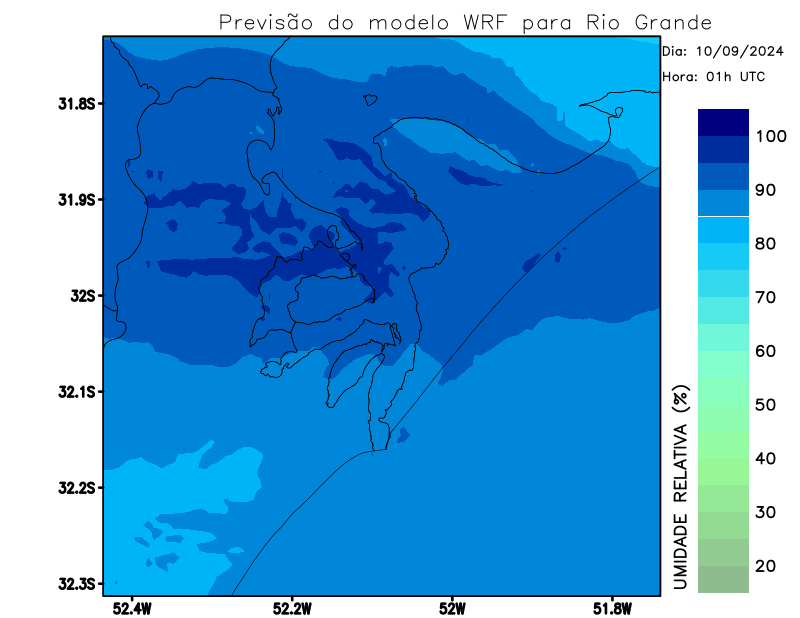 Previsão do modelo WRF para Rio Grande
Dia: 10/09/2024
Hora: 01h UTC
31.8S
31.9S
32S
32.1S
32.2S
32.3S
52.4W
52.2W
52W
51.8W
100
90
80
70
60
50
40
30
20
UMIDADE RELATIVA (%)